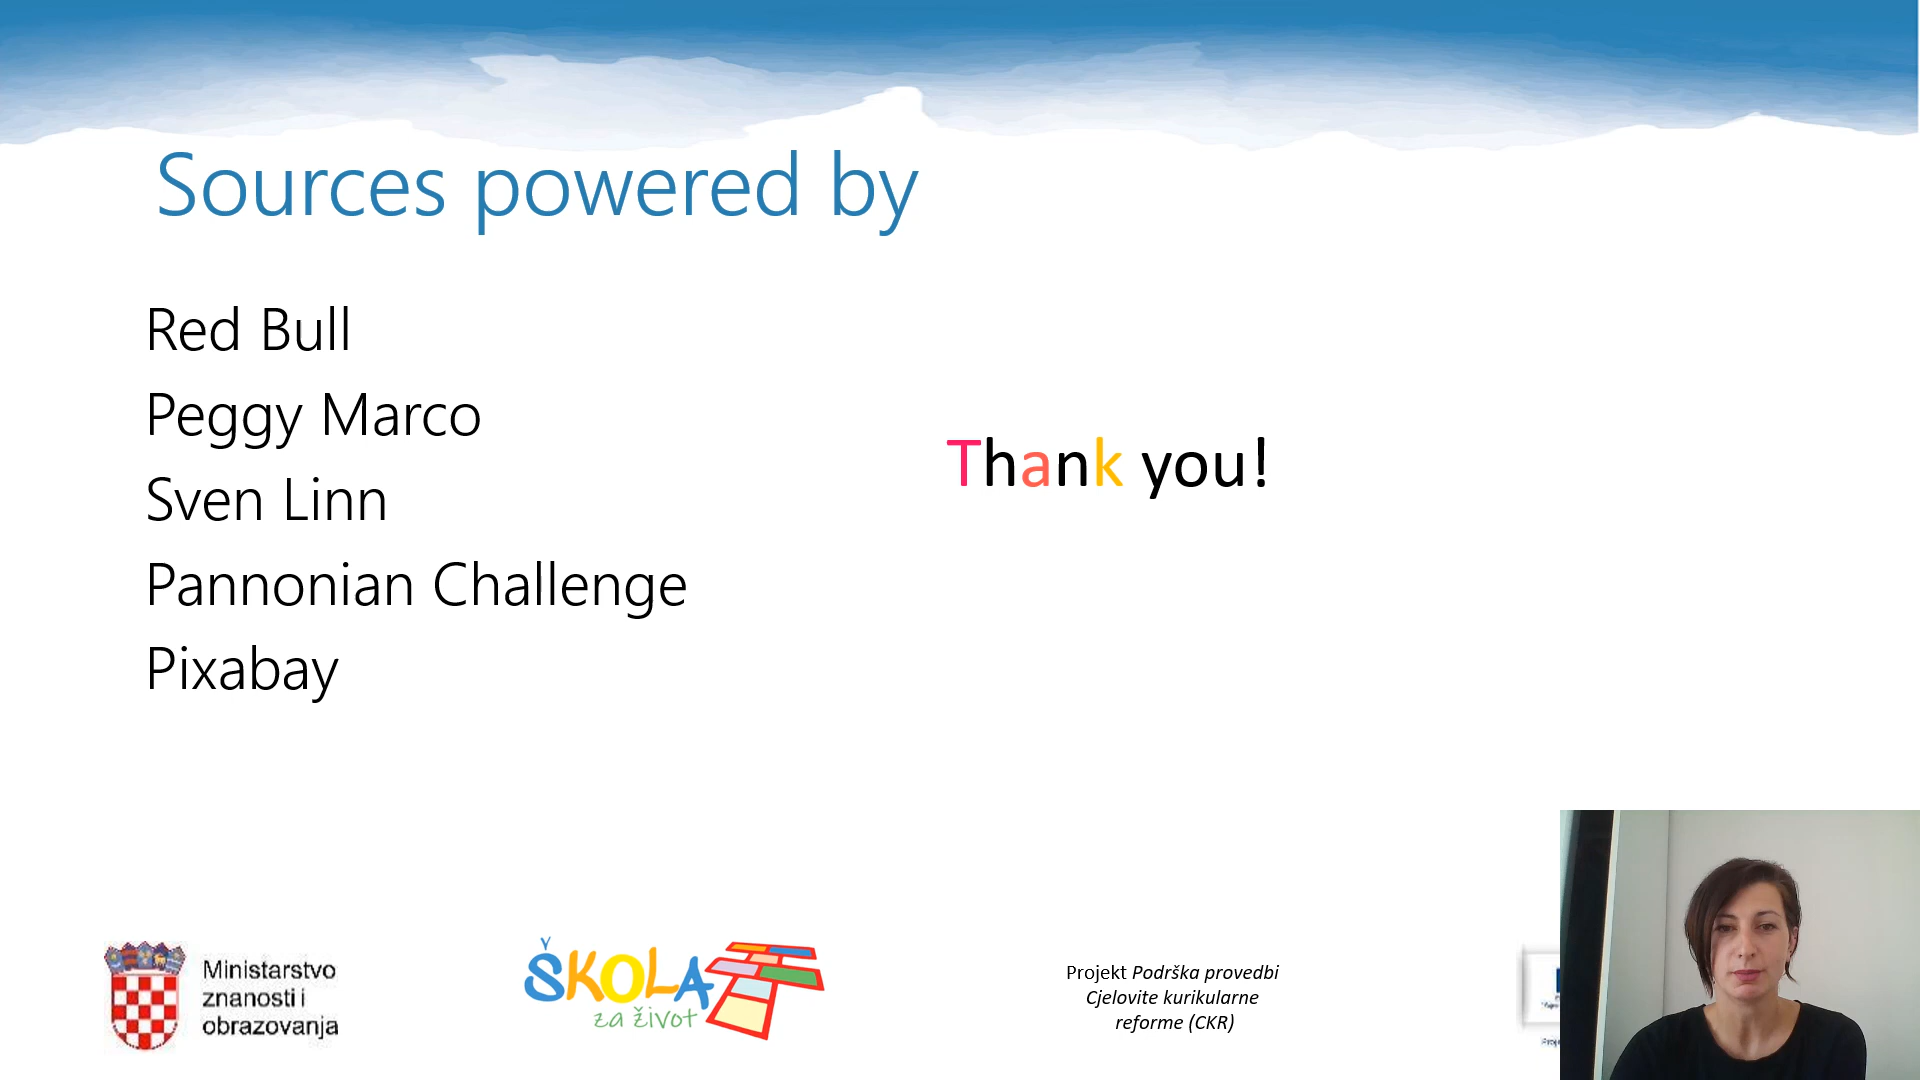 Sources powered by
Red Bull
Peggy Marco
Sven Linn
Pannonian Challenge
Pixabay
Thank you!
Ministarstvo
znanosti i
obrazovanja
ŠKOLA
za život
Projekt Podrška provedbi
Cjelovite kurikularne
reforme (CKR)